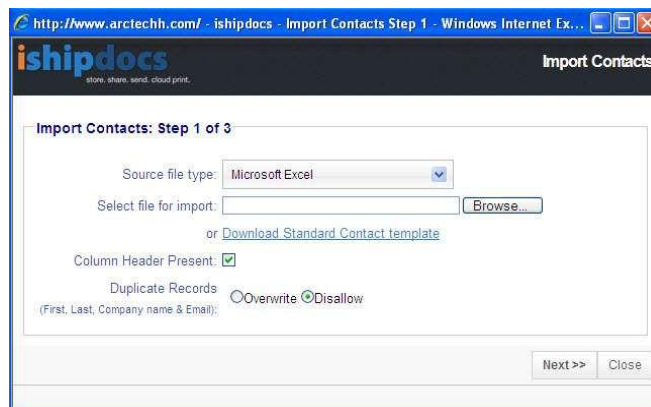 http://www.arctechh.com/ - ishipdocs - Import Contacts Step 1 - Windows Internet Ex...
ishipdocs
store. share. send. cloud print.
Import Contacts
Import Contacts: Step 1 of 3
Source file type: Microsoft Excel
Select file for import: Browse...
or Download Standard Contact template
Column Header Present:
Duplicate Records
(First, Last, Company name & Email): Overwrite Disallow
Next >> Close